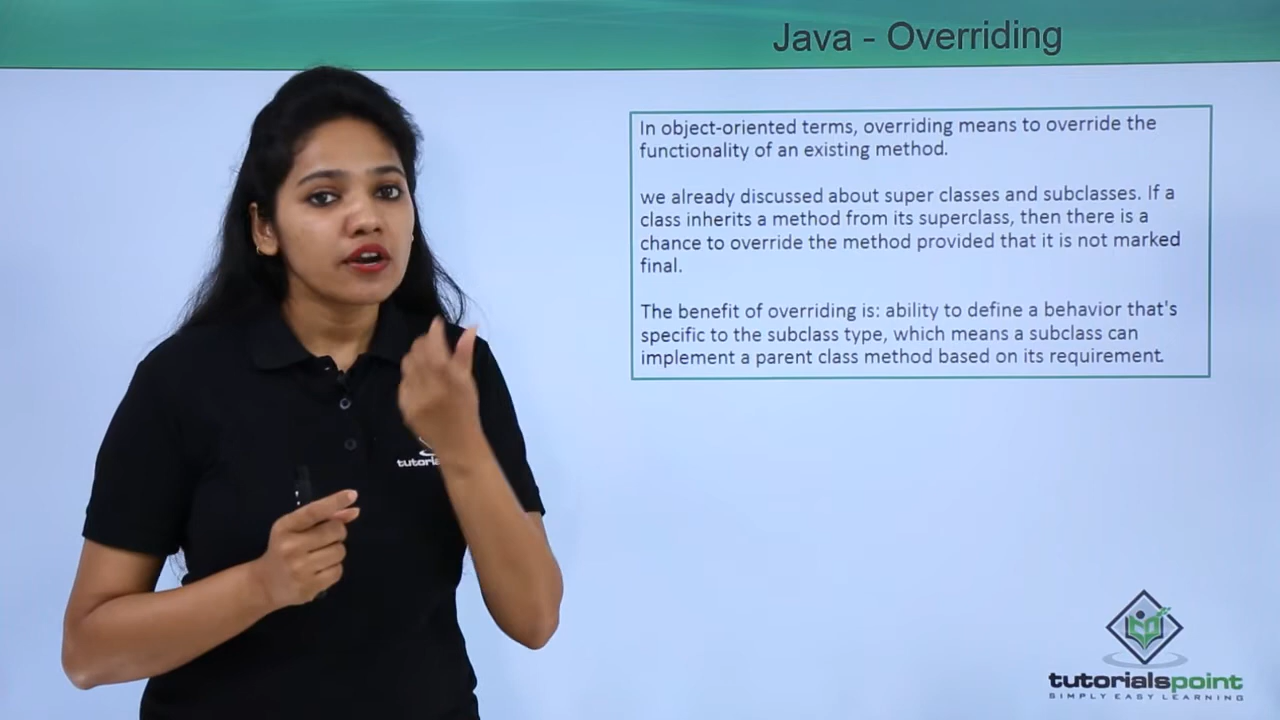 Java - Overriding
In object-oriented terms, overriding means to override the
functionality of an existing method.
we already discussed about super classes and subclasses. If a
class inherits a method from its superclass, then there is a
chance to override the method provided that it is not marked
final.
The benefit of overriding is: ability to define a behavior that's
specific to the subclass type, which means a subclass can
implement a parent class method based on its requirement.
tutorials
tutorialspoint
SIMPLY EASY LEARNING